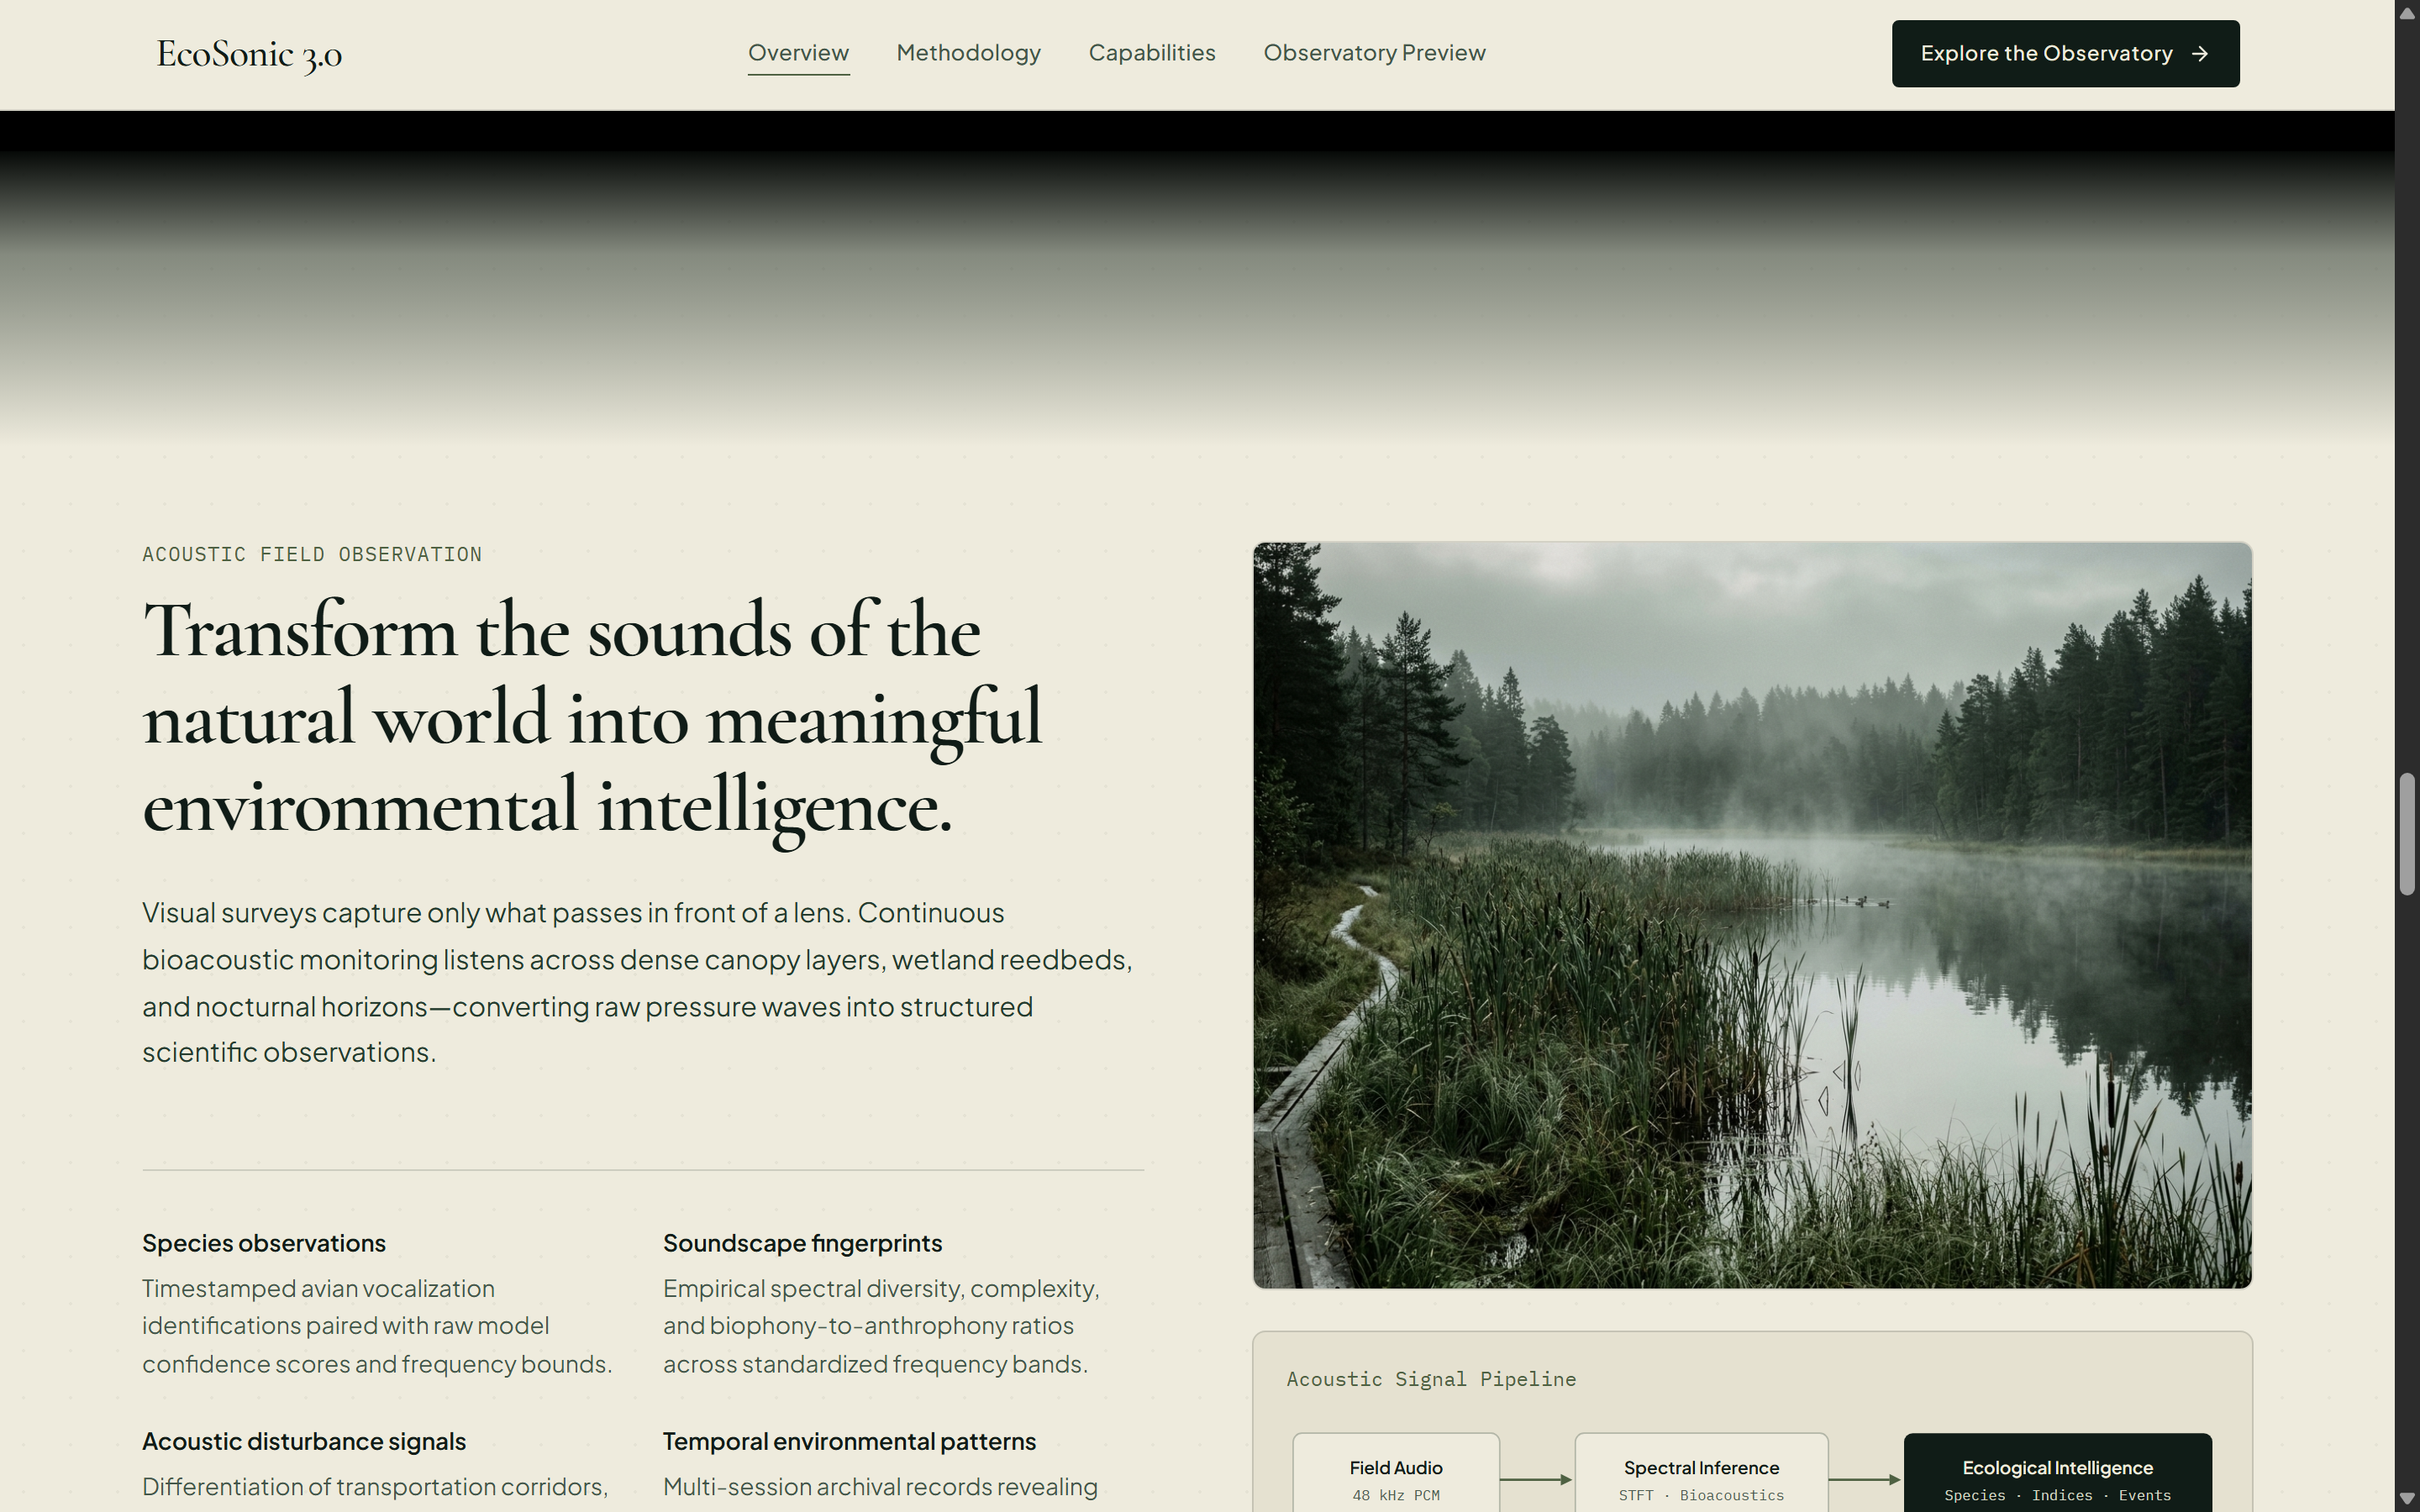 EcoSonic 3.0
Overview
Methodology
Capabilities
Observatory Preview
Explore the Observatory →
ACOUSTIC FIELD OBSERVATION
Transform the sounds of the
natural world into meaningful
environmental intelligence.
Visual surveys capture only what passes in front of a lens. Continuous
bioacoustic monitoring listens across dense canopy layers, wetland reedbeds,
and nocturnal horizons—converting raw pressure waves into structured
scientific observations.
Species observations
Timestamped avian vocalization
identifications paired with raw model
confidence scores and frequency bounds.
Soundscape fingerprints
Empirical spectral diversity, complexity,
and biophony-to-anthrophony ratios
across standardized frequency bands.
Acoustic disturbance signals
Differentiation of transportation corridors,
Temporal environmental patterns
Multi-session archival records revealing
Acoustic Signal Pipeline
Field Audio
48 kHz PCM
Spectral Inference
STFT · Bioacoustics
Ecological Intelligence
Species · Indices · Events